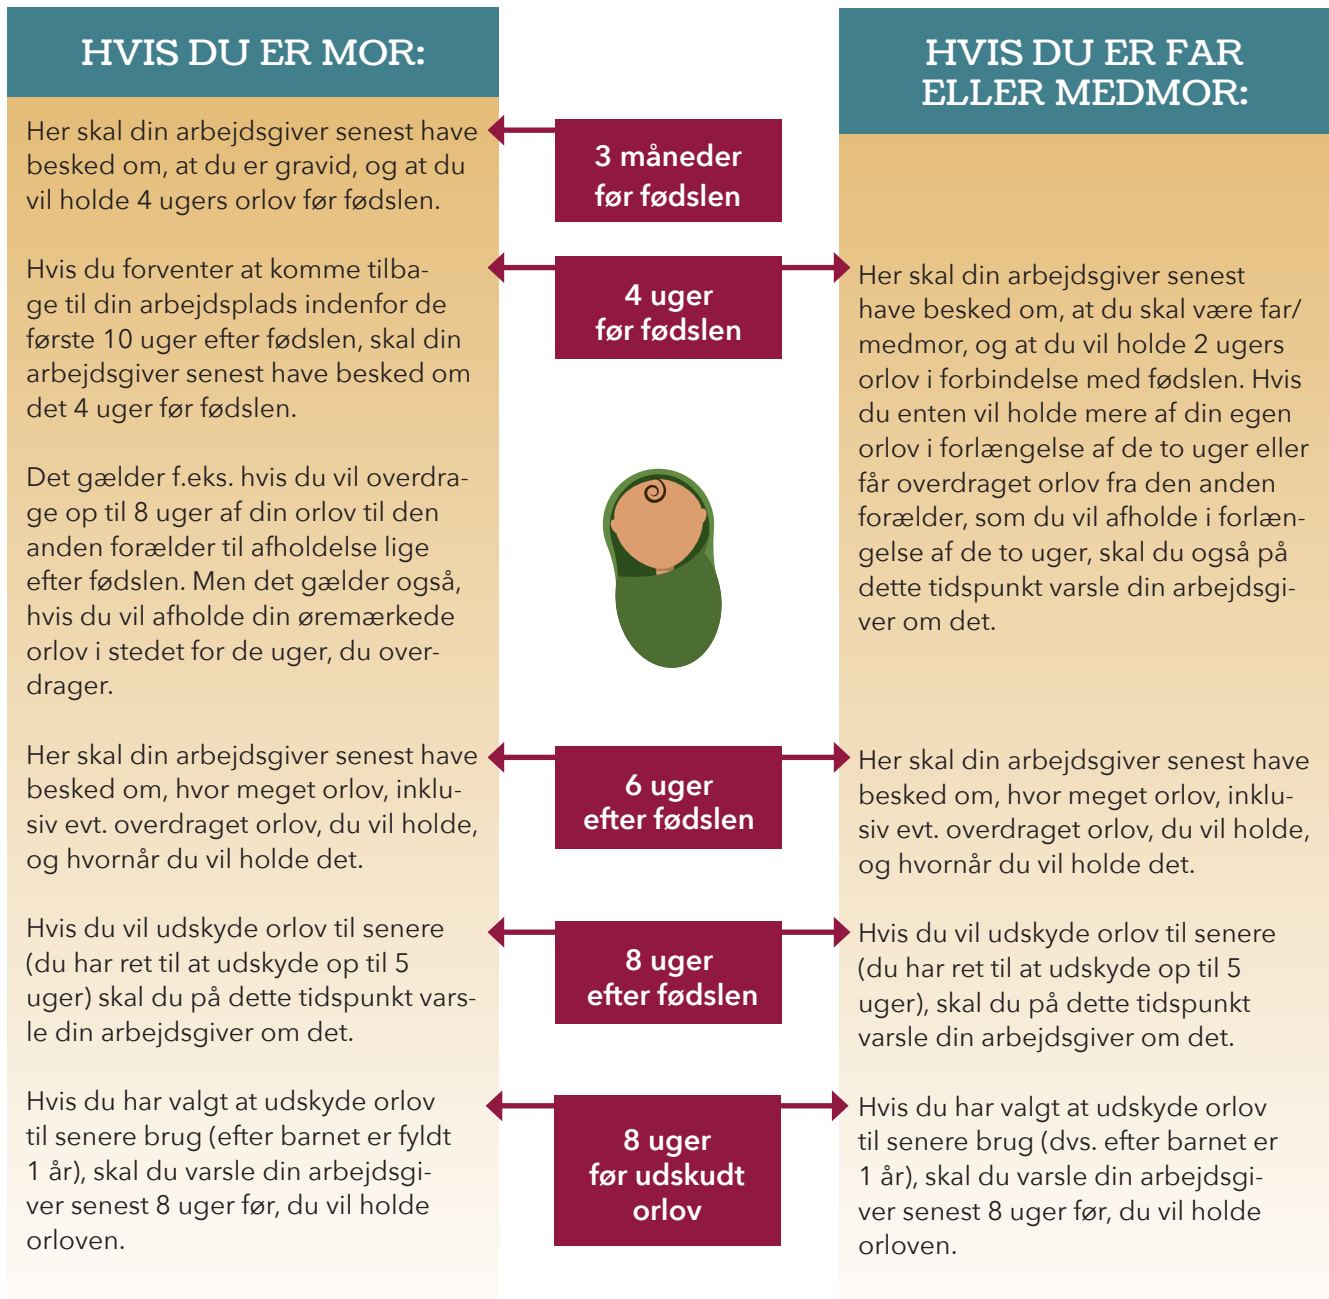 HVIS DU ER MOR:
Her skal din arbejdsgiver senest have
besked om, at du er gravid, og at du
vil holde 4 ugers orlov før fødslen.
Hvis du forventer at komme tilba-
ge til din arbejdsplads indenfor de
første 10 uger efter fødslen, skal din
arbejdsgiver senest have besked om
det 4 uger før fødslen.
Det gælder f.eks. hvis du vil overdra-
ge op til 8 uger af din orlov til den
anden forælder til afholdelse lige
efter fødslen. Men det gælder også,
hvis du vil afholde din øremærkede
orlov i stedet for de uger, du over-
drager.
Her skal din arbejdsgiver senest have
besked om, hvor meget orlov, inklu-
siv evt. overdraget orlov, du vil holde,
og hvornår du vil holde det.
Hvis du vil udskyde orlov til senere
(du har ret til at udskyde op til 5
uger) skal du på dette tidspunkt vars-
le din arbejdsgiver om det.
Hvis du har valgt at udskyde orlov
til senere brug (efter barnet er fyldt
1 år), skal du varsle din arbejdsgi-
ver senest 8 uger før, du vil holde
orloven.
3 måneder
før fødslen
4 uger
før fødslen
6 uger
efter fødslen
8 uger
efter fødslen
8 uger
før udskudt
orlov
HVIS DU ER FAR
ELLER MEDMOR:
Her skal din arbejdsgiver senest
have besked om, at du skal være far/
medmor, og at du vil holde 2 ugers
orlov i forbindelse med fødslen. Hvis
du enten vil holde mere af din egen
orlov i forlængelse af de to uger eller
får overdraget orlov fra den anden
forælder, som du vil afholde i forlæn-
gelse af de to uger, skal du også på
dette tidspunkt varsle din arbejdsgi-
ver om det.
Her skal din arbejdsgiver senest have
besked om, hvor meget orlov, inklu-
siv evt. overdraget orlov, du vil holde,
og hvornår du vil holde det.
Hvis du vil udskyde orlov til senere
(du har ret til at udskyde op til 5
uger), skal du på dette tidspunkt
varsle din arbejdsgiver om det.
Hvis du har valgt at udskyde orlov
til senere brug (dvs. efter barnet er
1 år), skal du varsle din arbejdsgi-
ver senest 8 uger før, du vil holde
orloven.